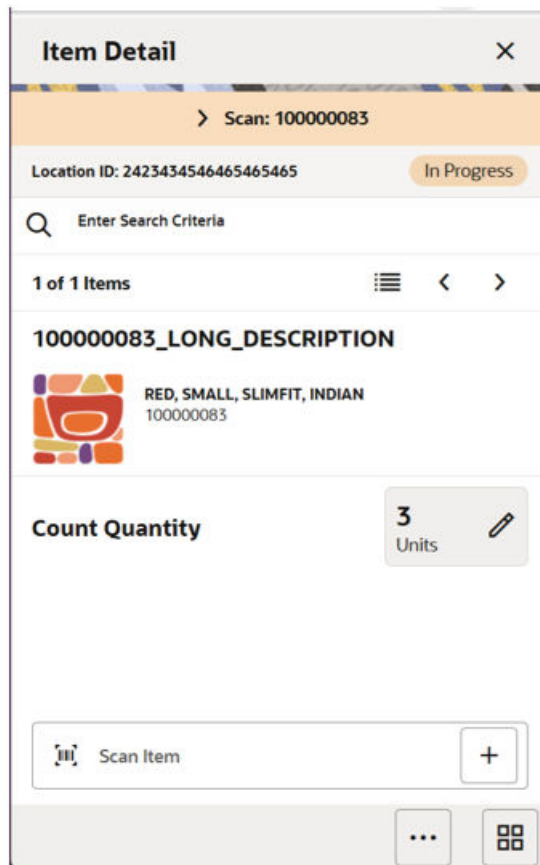 Item Detail
Scan: 100000083
Location ID: 2423434546465465465
In Progress
Enter Search Criteria
1 of 1 Items
100000083_LONG_DESCRIPTION
RED, SMALL, SLIMFIT, INDIAN
100000083
Count Quantity
3
Units
Scan Item